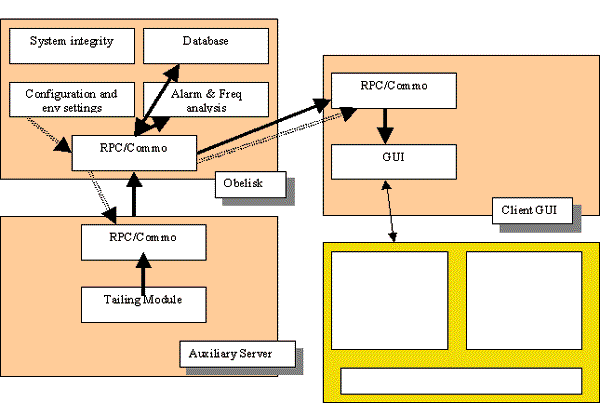 System integrity
Database
Configuration and
env settings
Alarm & Freq
analysis
RPC/Commo
Obelisk
RPC/Commo
GUI
Client GUI
RPC/Commo
Tailing Module
Auxiliary Server